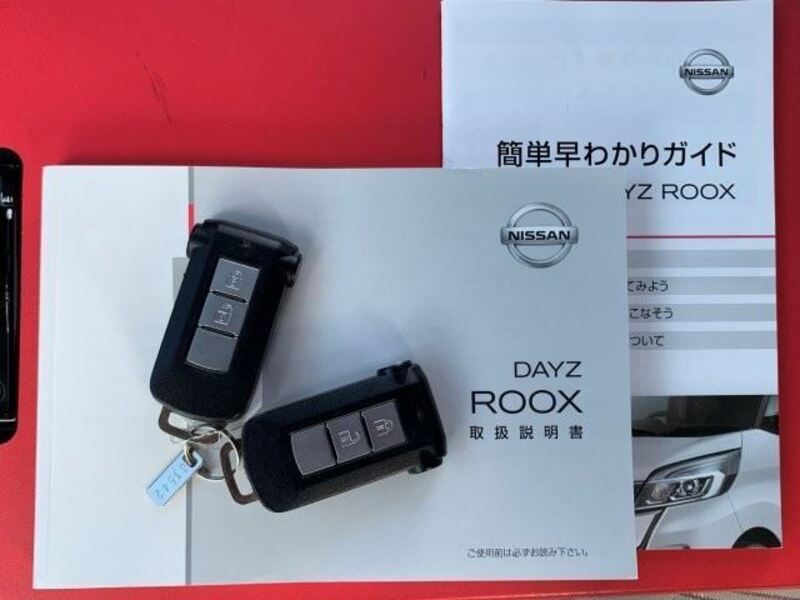 NISSAN
簡単早わかりガイド
YZ ROOX
てみよう
こなそう
ついて
NISSAN
DAYZ
ROOX
取扱説明書
ご使用前は必ずお読み下さい。